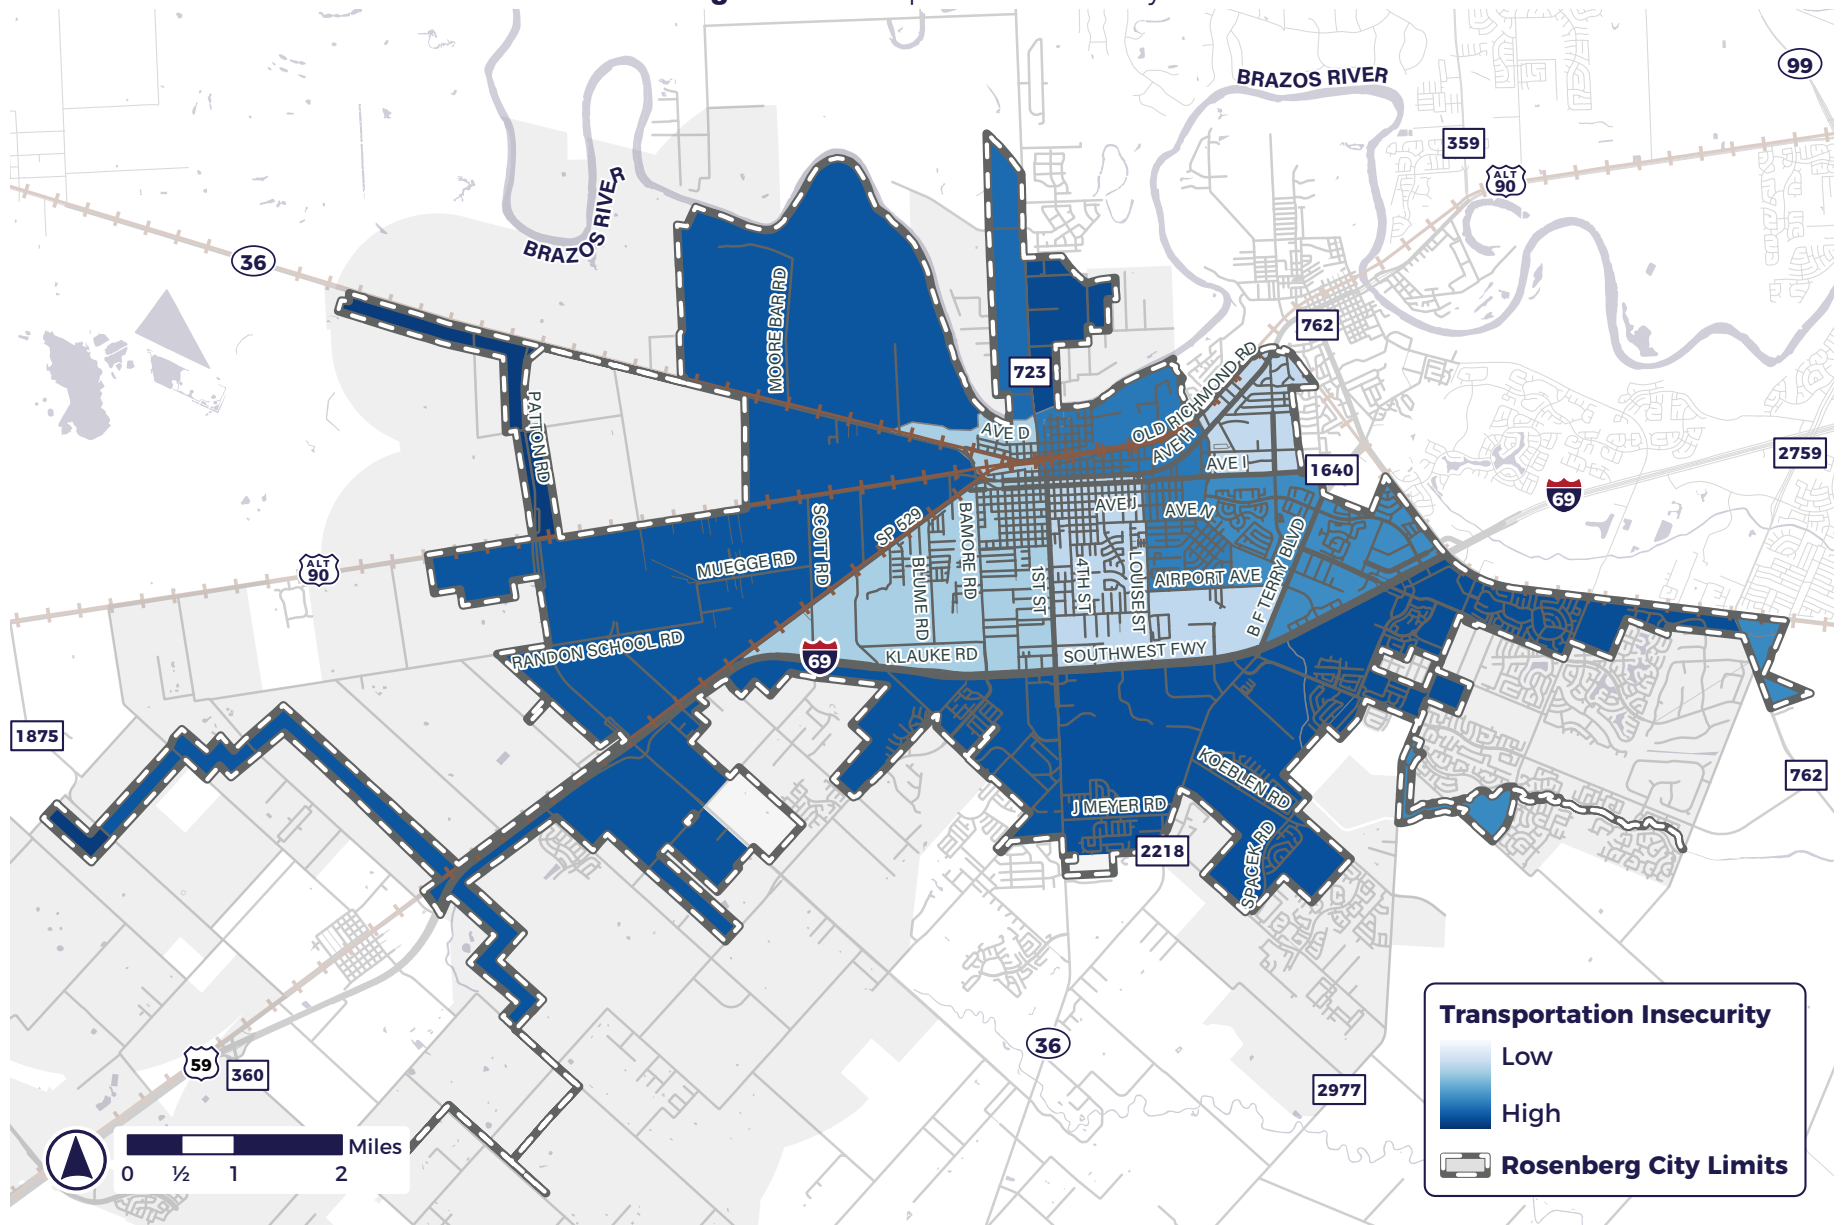 BRAZOS RIVER
99
359
ALT
90
BRAZOS RIVER
36
MOORE BAR RD
762
723
PATTON RD
OLD RICHMOND RD
AVE D
AVE H
AVE I
1640
2759
69
AVE J
AVE N
SP 529
SCOTT RD
BAMORE RD
MUEGGE RD
ALT
90
BLUME RD
1ST ST
4TH ST
LOUISE ST
AIRPORT AVE
B F TERRY BLVD
RANDON SCHOOL RD
69
KLAUKE RD
SOUTHWEST FWY
1875
KOEBLEN RD
762
J MEYER RD
2218
SPACEK RD
36
59
360
2977
Transportation Insecurity
Low
High
Rosenberg City Limits
Miles
0
½
1
2